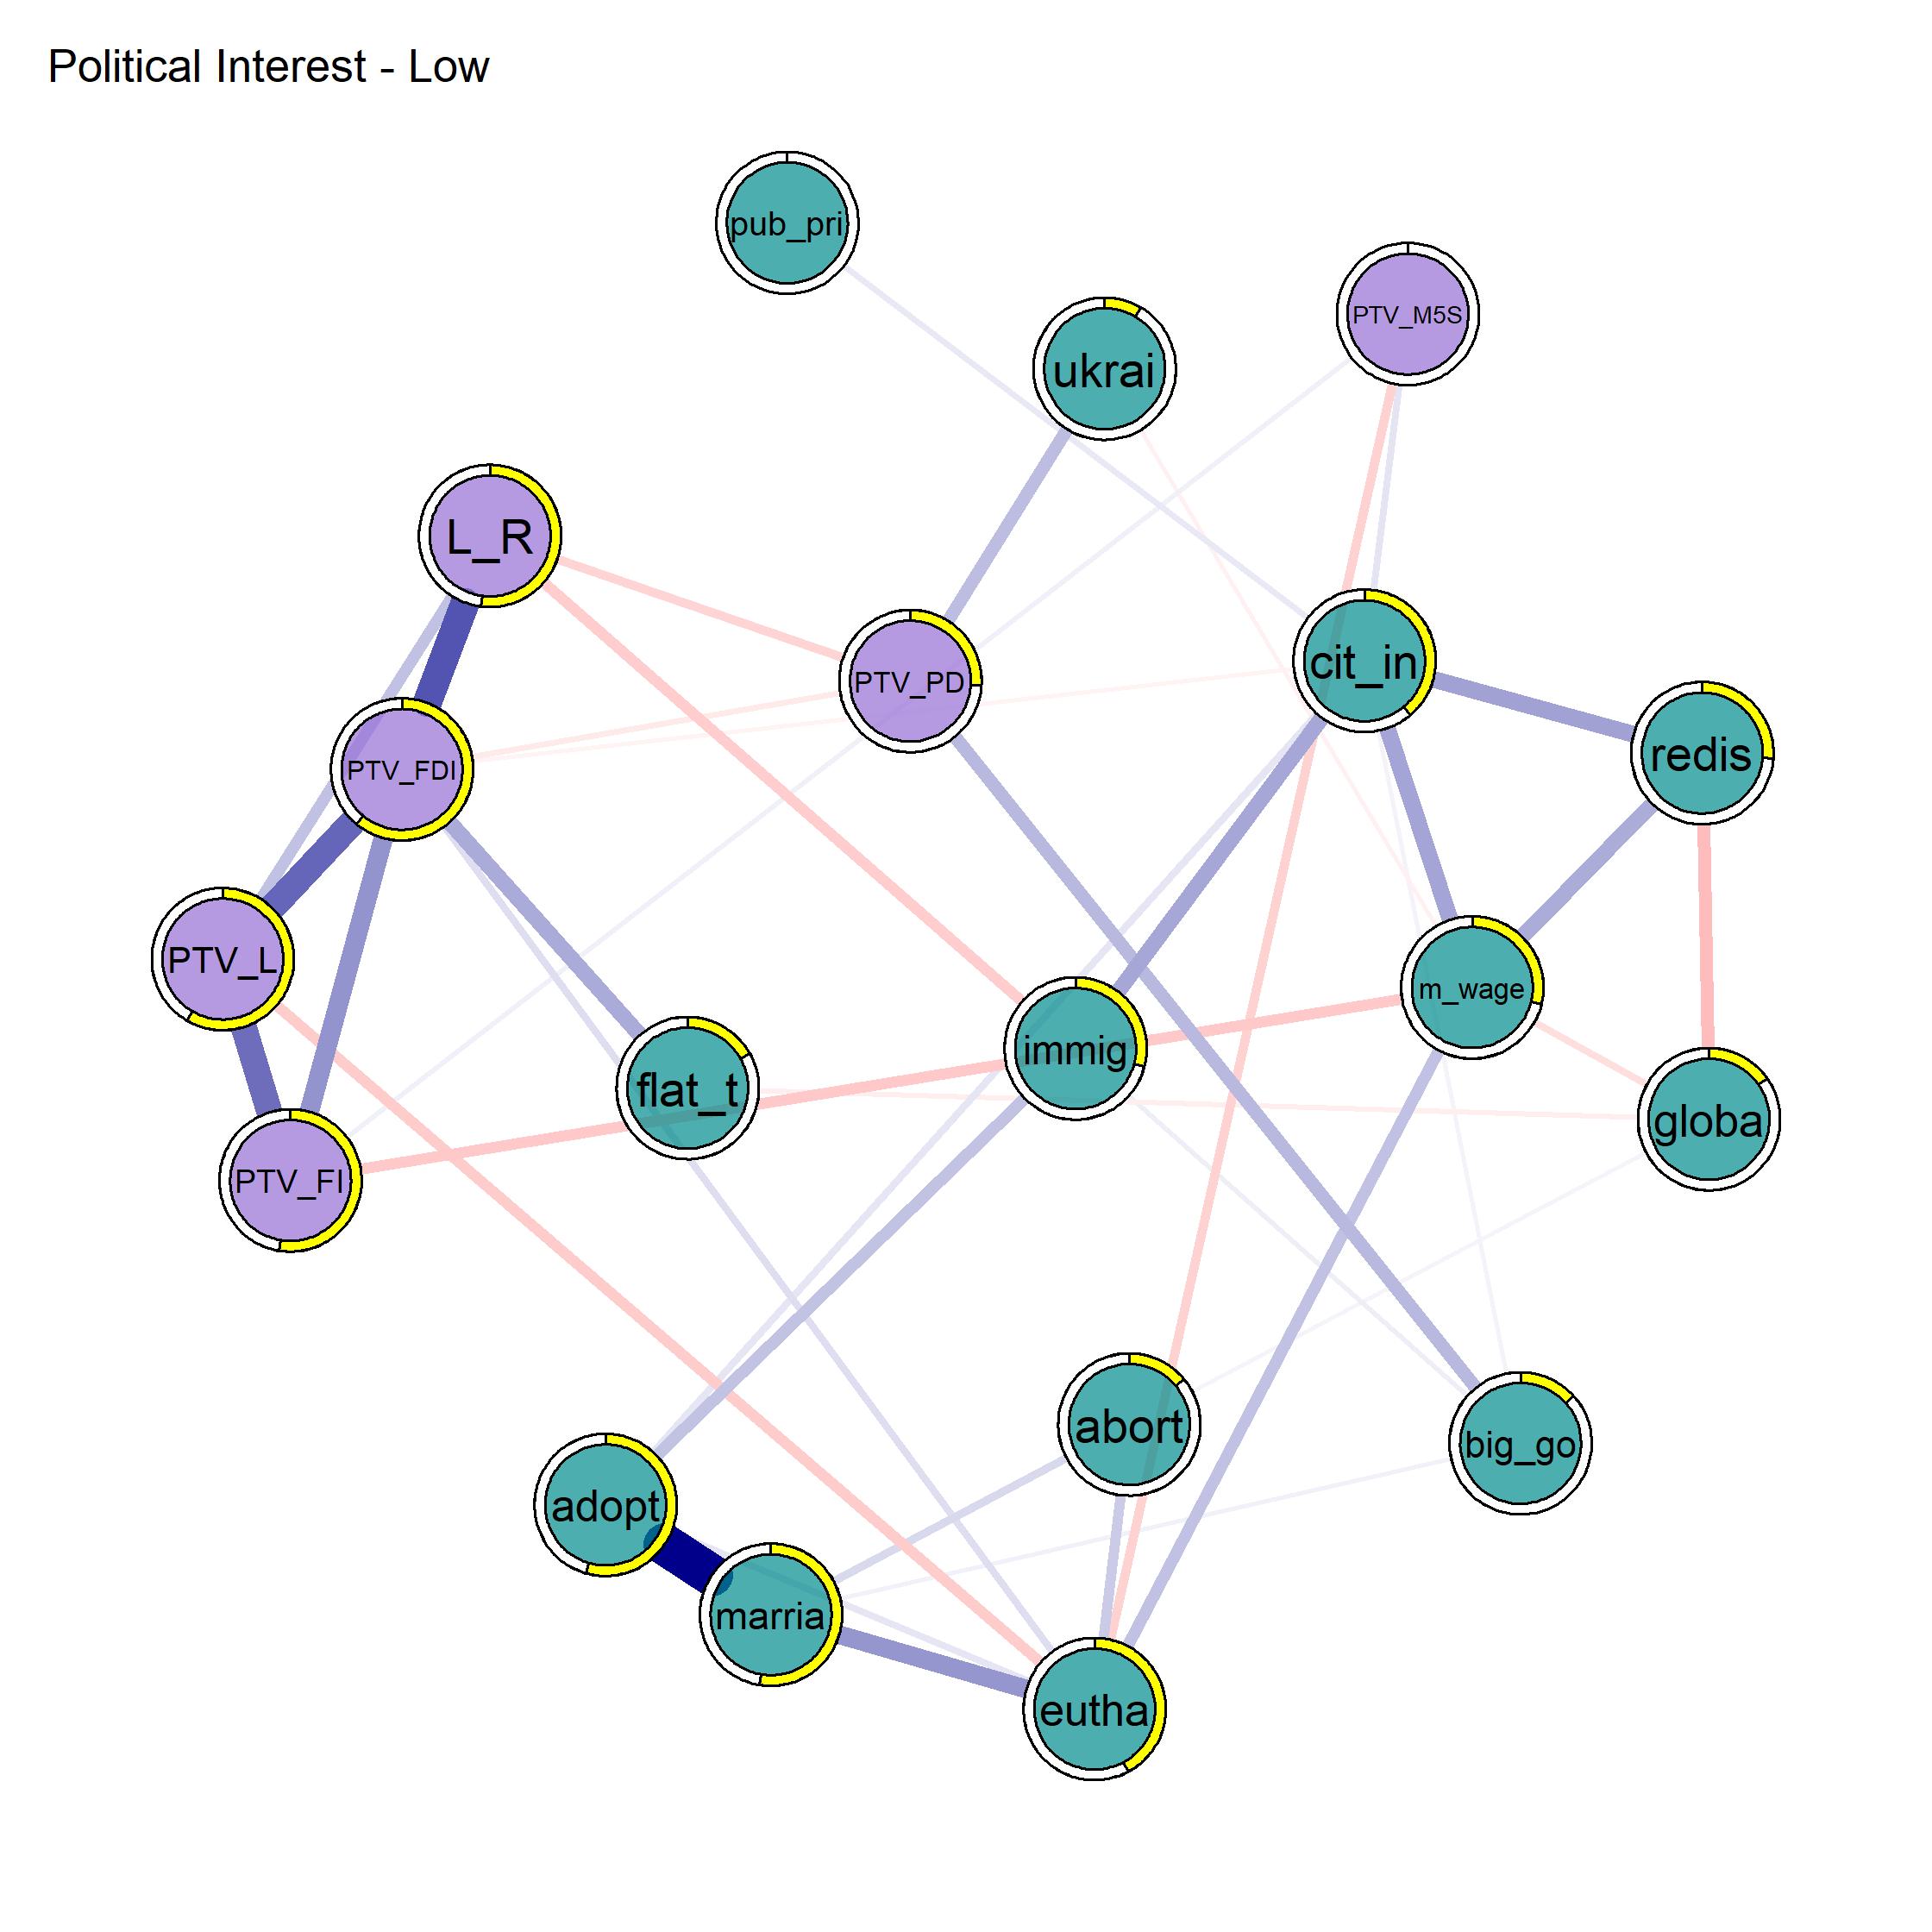 Political Interest - Low
pub_pri
PTV_M5S
ukrai
L_R
cit_in
PTV_PD
redis
PTV_FDI
PTV_L
m_wage
immig
flat_t
globa
PTV_FI
abort
big_go
adopt
marria
eutha